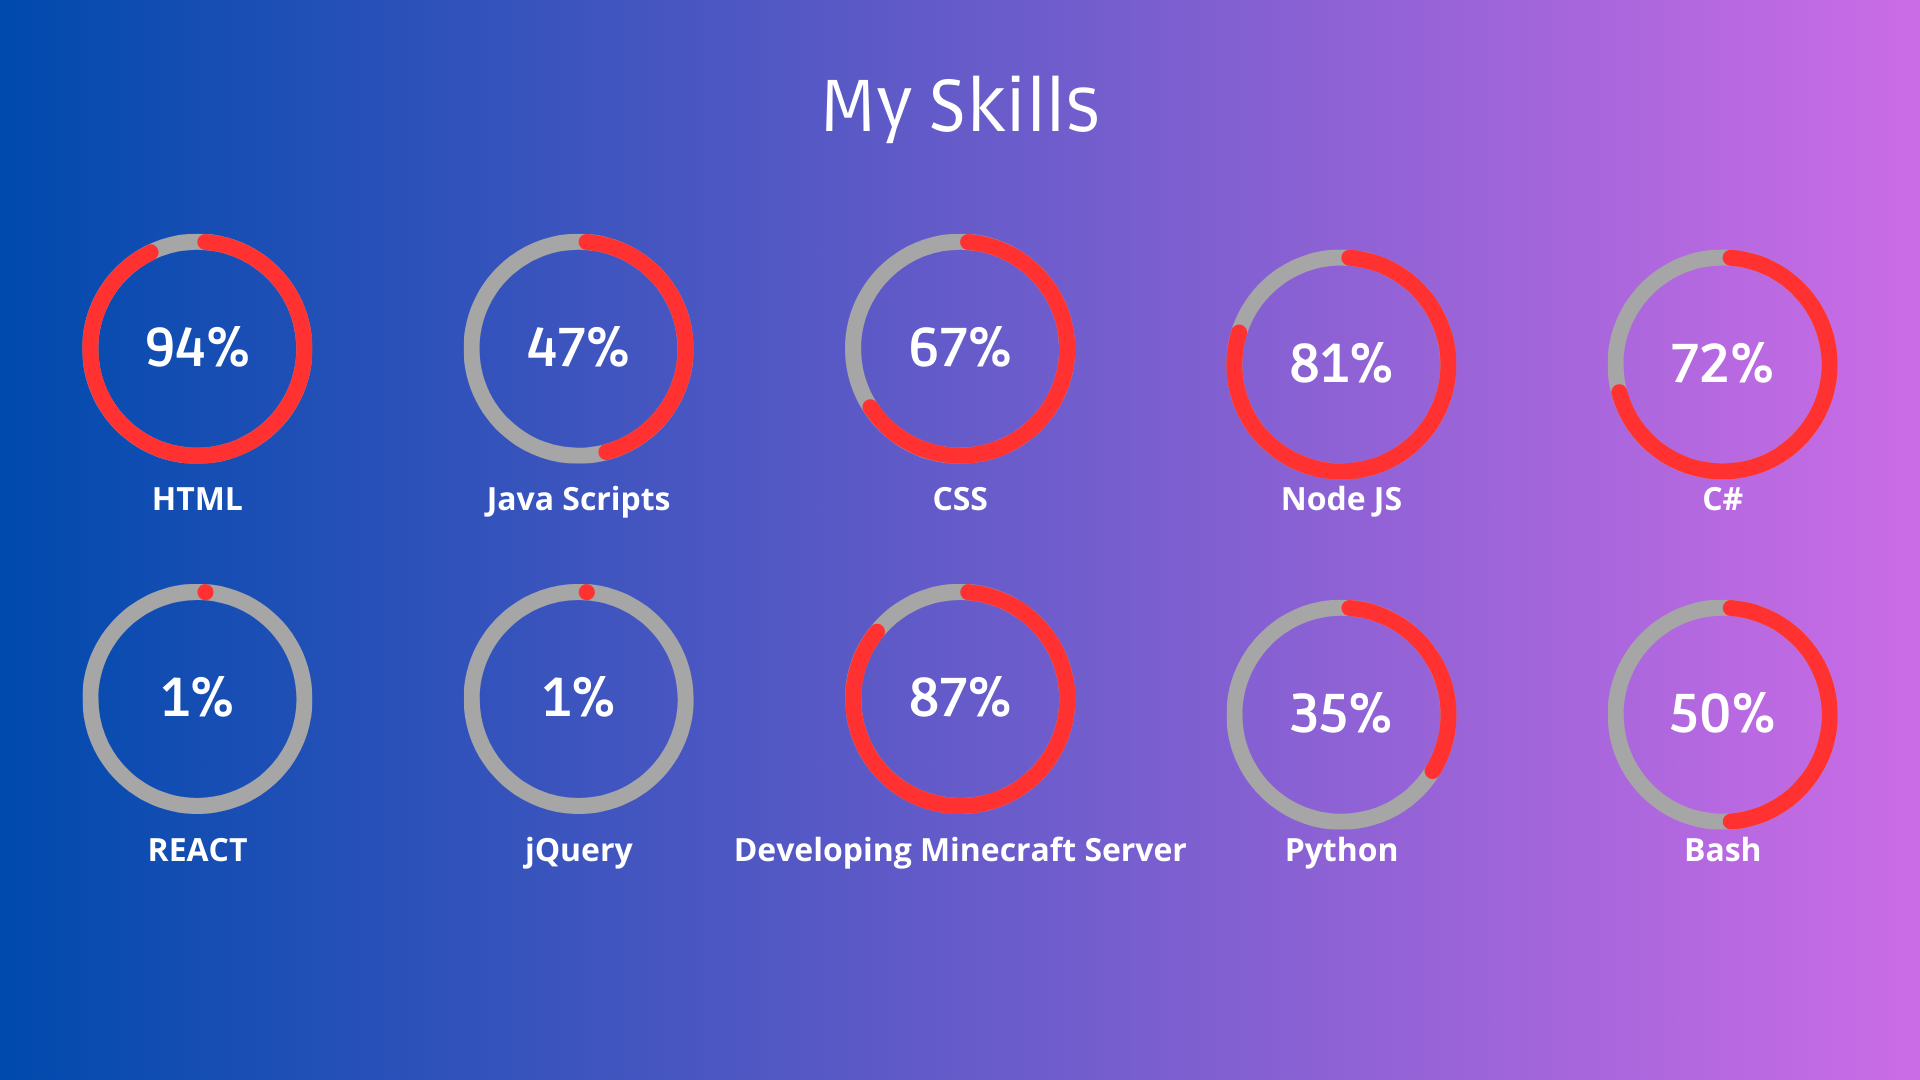 My Skills
94%
47%
67%
81%
72%
HTML
Java Scripts
CSS
Node JS
C#
1%
1%
87%
35%
50%
REACT
jQuery
Developing Minecraft Server
Python
Bash